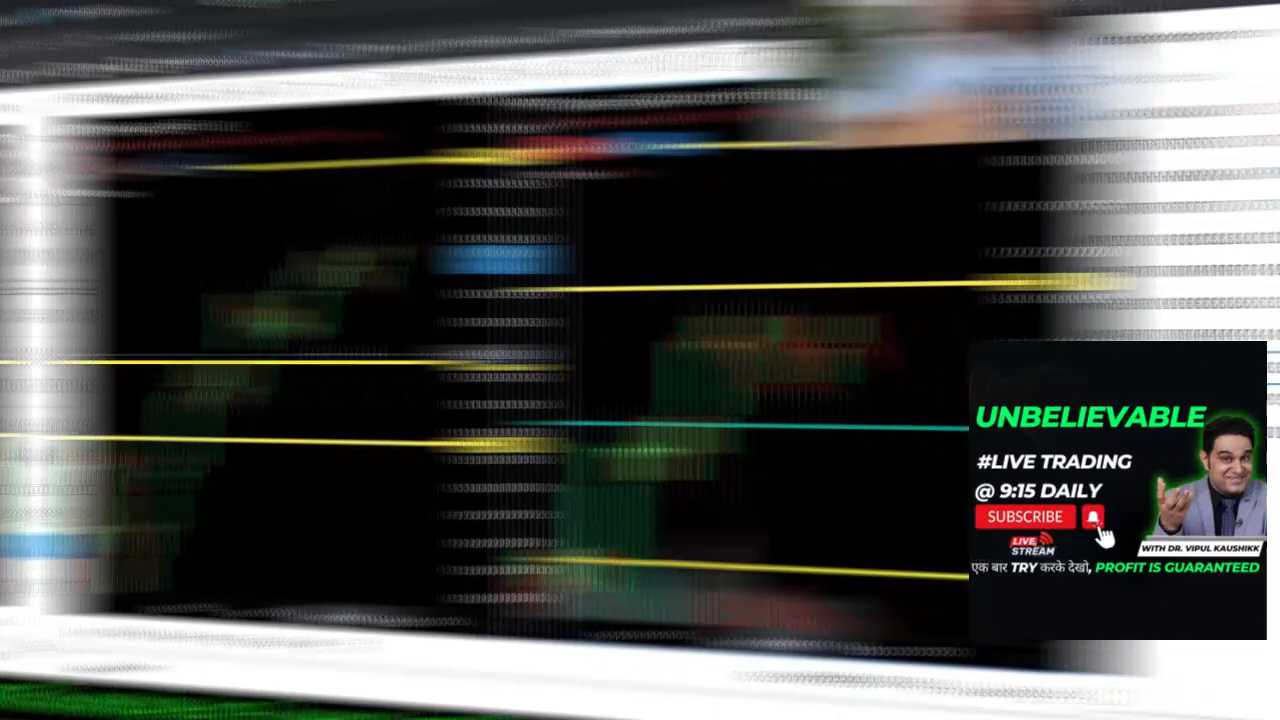 UNBELIEVABLE
#LIVE TRADING
@ 9:15 DAILY
SUBSCRIBE
LIVE
STREAM
WITH DR. VIPUL KAUSHIKK
एक बार TRY करके देखो, PROFIT IS GUARANTEED